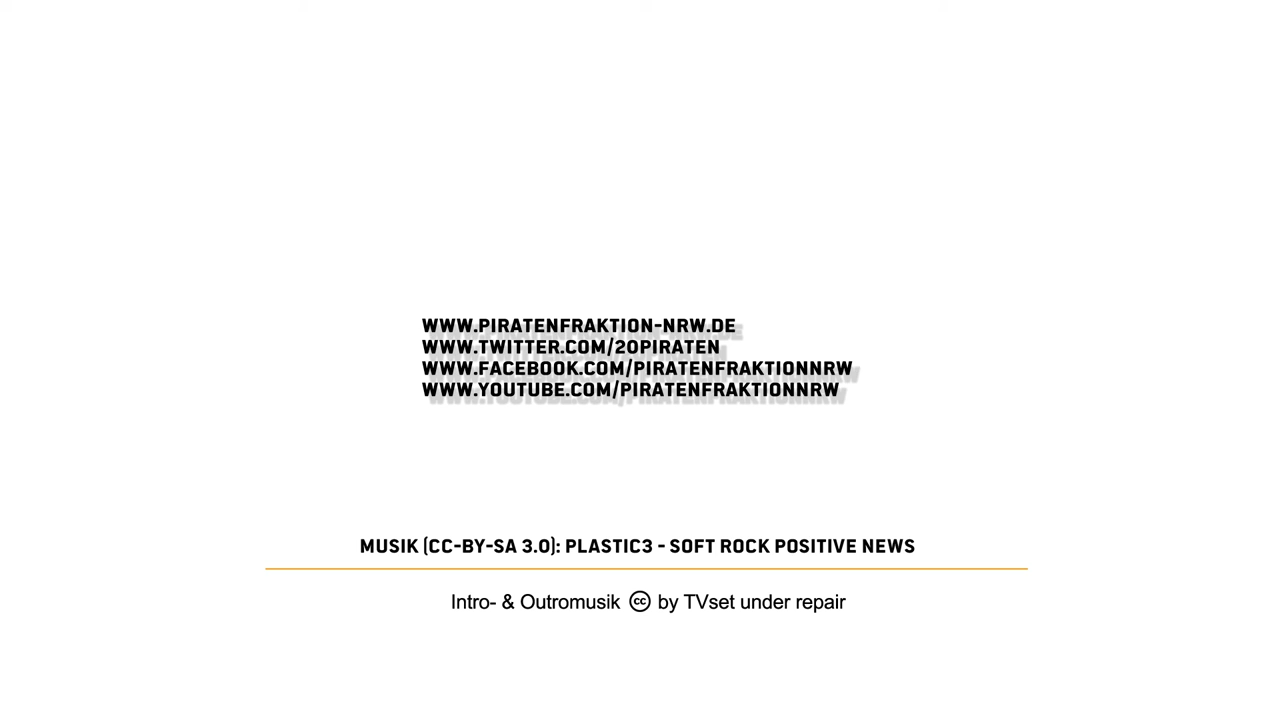 WWW.PIRATENFRAKTION-NRW.DE
WWW.TWITTER.COM/20PIRATEN
WWW.FACEBOOK.COM/PIRATENFRAKTIONNRW
WWW.YOUTUBE.COM/PIRATENFRAKTIONNRW
MUSIK (CC-BY-SA 3.0): PLASTIC3 - SOFT ROCK POSITIVE NEWS
Intro- & Outromusik cc by TVset under repair